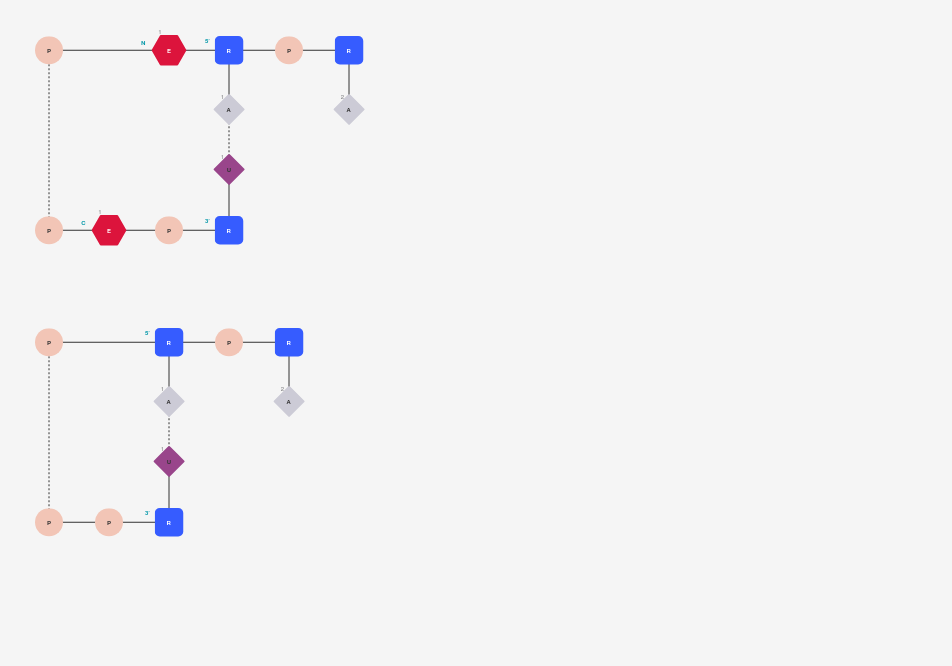 P N 1 E 5' R P R
1 A 2 A
1 U
P C 1 E P 3' R
P 5' R P R
1 A 2 A
1 U
P P 3' R